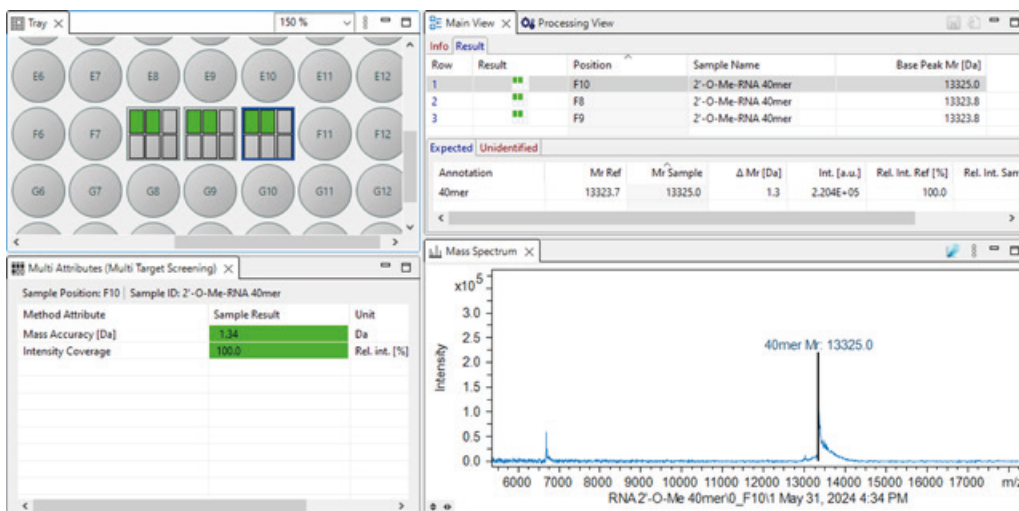 Tray
150 %
E6 E7 E8 E9 E10 E11 E12
F6 F7 F11 F12
G6 G7 G8 G9 G10 G11 G12
Multi Attributes (Multi Target Screening)
Sample Position: F10 Sample ID: 2'-O-Me-RNA 40mer
Method Attribute Sample Result Unit
Mass Accuracy [Da] 1.34 Da
Intensity Coverage 100.0 Rel. int. [%]
Main View Processing View
Info Result
Row Result Position Sample Name Base Peak Mr [Da]
1 F10 2'-O-Me-RNA 40mer 13325.0
2 F8 2'-O-Me-RNA 40mer 13323.8
3 F9 2'-O-Me-RNA 40mer 13323.8
Expected Unidentified
Annotation Mr Ref Mr Sample Δ Mr [Da] Int. [a.u.] Rel. Int. Ref [%] Rel. Int. Sam
40mer 13323.7 13325.0 1.3 2.204E+05 100.0
Mass Spectrum
x10⁵
3.0
2.5
2.0
1.5
1.0
0.5
0.0
Intensity
40mer Mr: 13325.0
6000 7000 8000 9000 10000 11000 12000 13000 14000 15000 16000 17000 m/z
RNA2'-O-Me 40mer\0_F10\1 May 31, 2024 4:34 PM